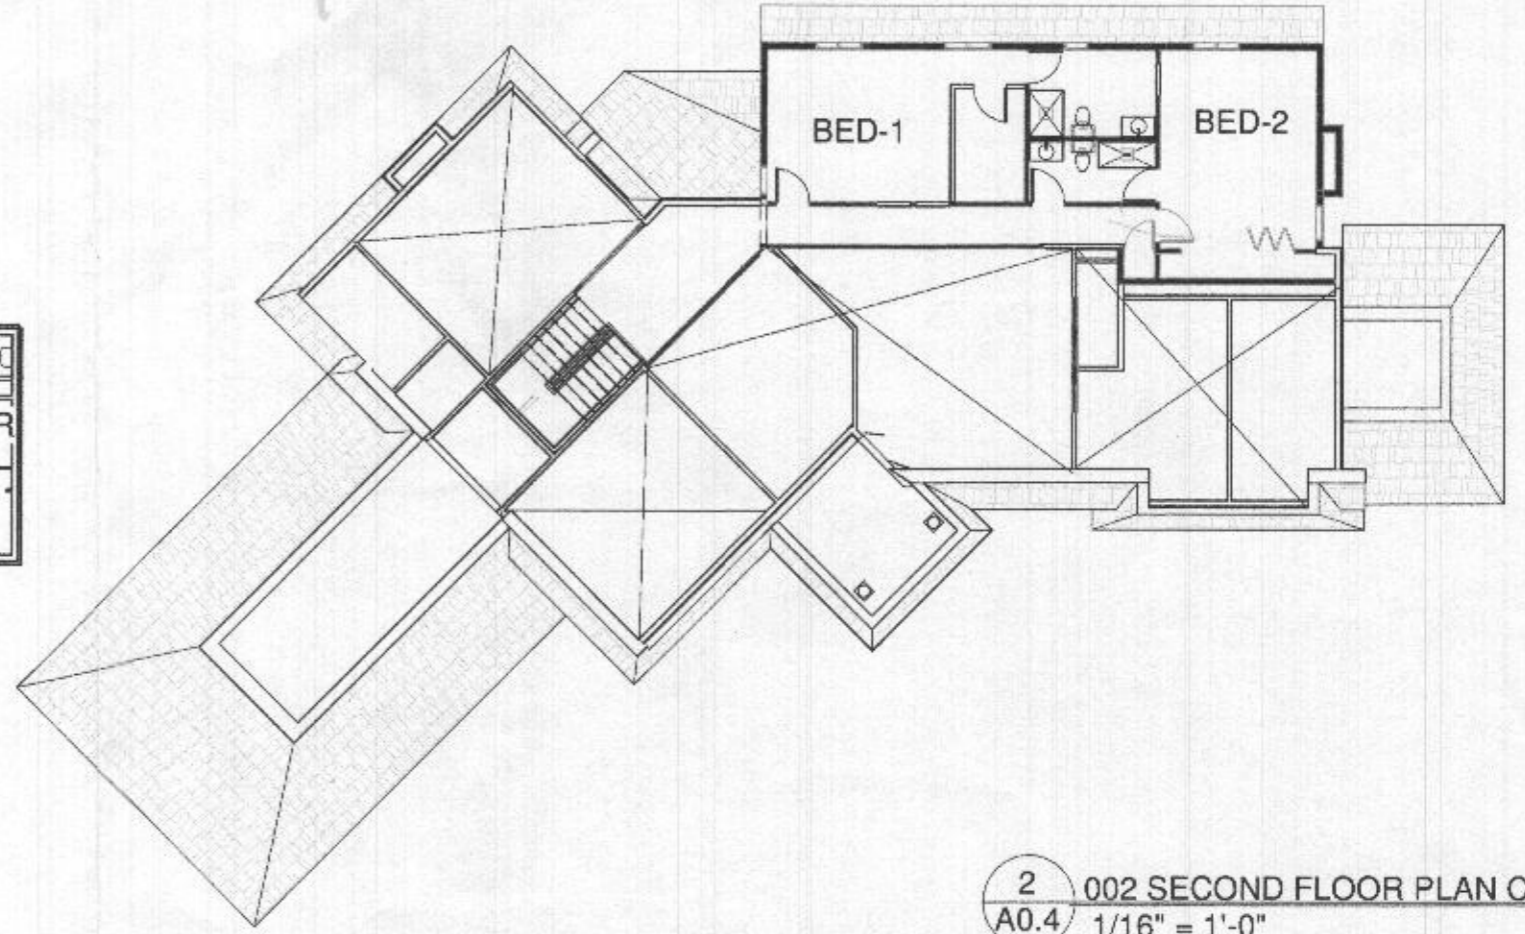 BED-1
BED-2
2
002 SECOND FLOOR PLAN
A0.4
1/16" = 1'-0"